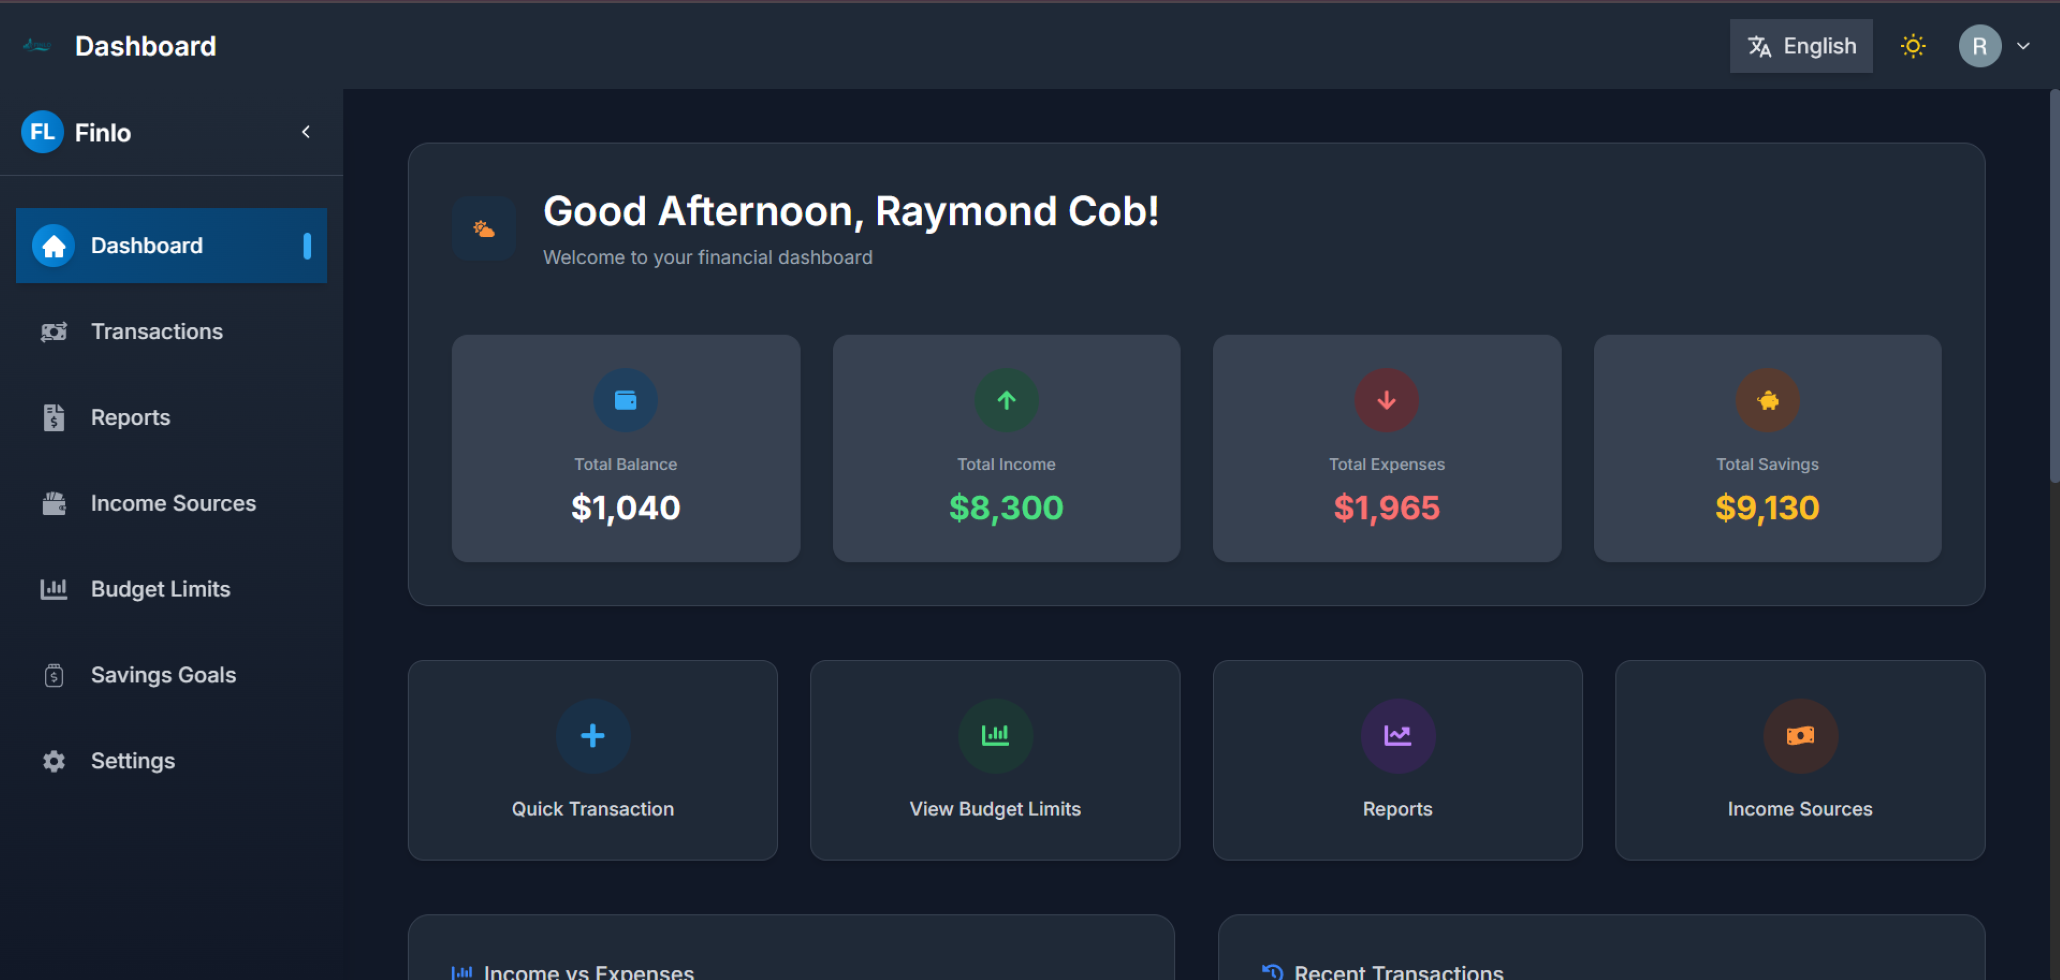 Dashboard
English
R
FL Finlo
Dashboard
Transactions
Reports
Income Sources
Budget Limits
Savings Goals
Settings
Good Afternoon, Raymond Cob!
Welcome to your financial dashboard
Total Balance
$1,040
Total Income
$8,300
Total Expenses
$1,965
Total Savings
$9,130
Quick Transaction
View Budget Limits
Reports
Income Sources
Income vs Expenses
Recent Transactions